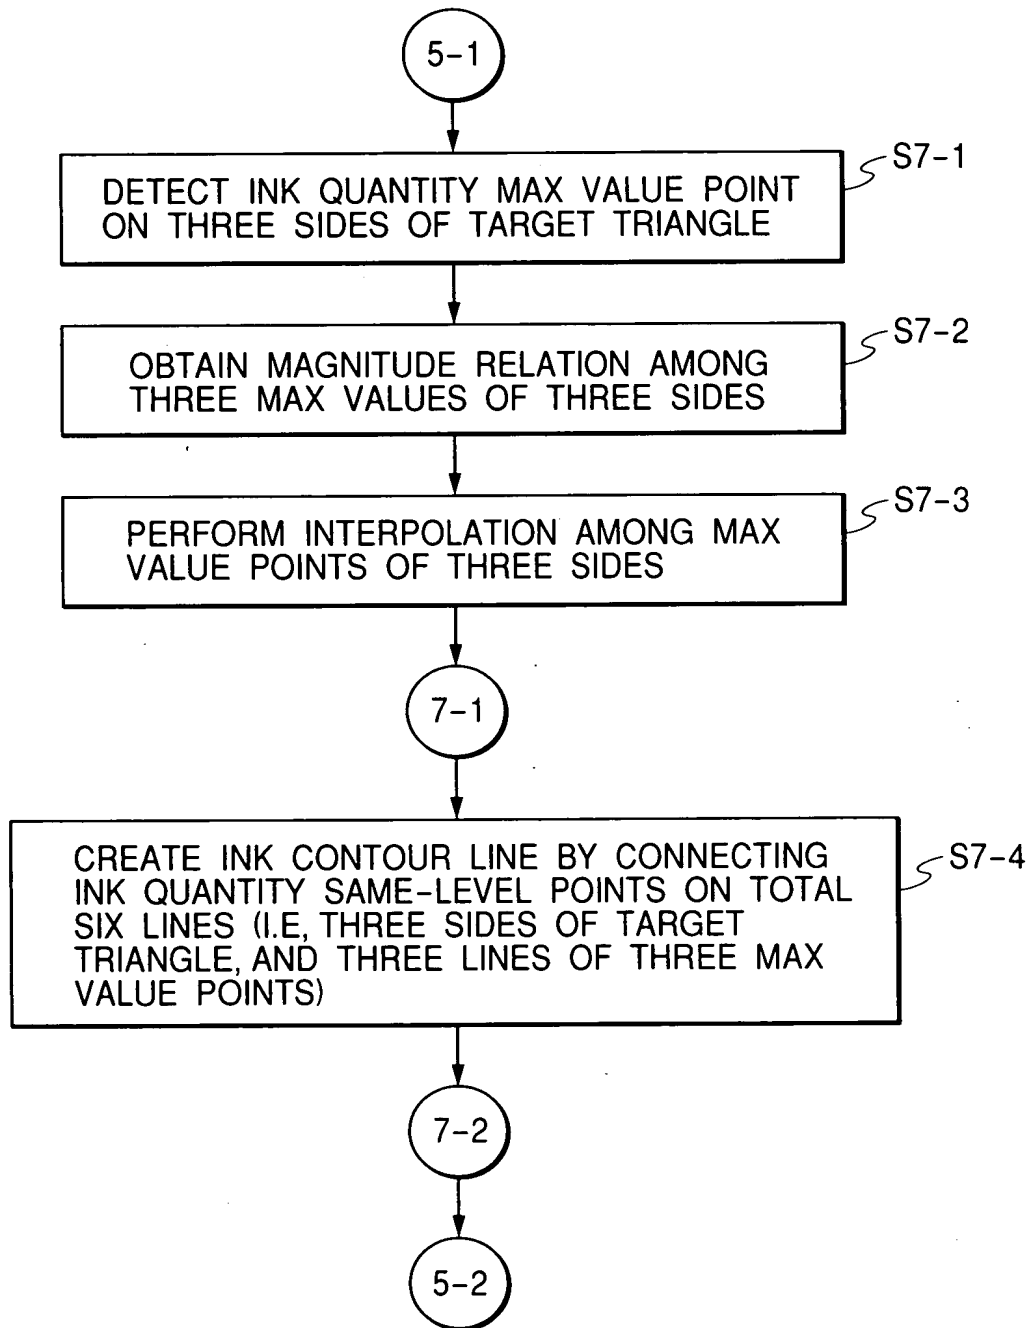 5-1
S7-1
DETECT INK QUANTITY MAX VALUE POINT
ON THREE SIDES OF TARGET TRIANGLE
S7-2
OBTAIN MAGNITUDE RELATION AMONG
THREE MAX VALUES OF THREE SIDES
S7-3
PERFORM INTERPOLATION AMONG MAX
VALUE POINTS OF THREE SIDES
7-1
S7-4
CREATE INK CONTOUR LINE BY CONNECTING
INK QUANTITY SAME-LEVEL POINTS ON TOTAL
SIX LINES (I.E, THREE SIDES OF TARGET
TRIANGLE, AND THREE LINES OF THREE MAX
VALUE POINTS)
7-2
5-2